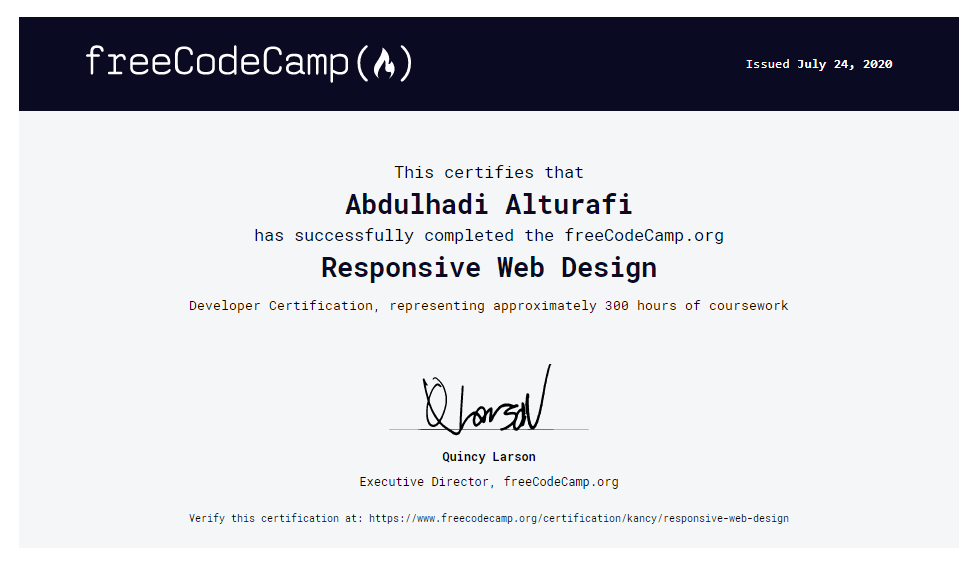 freeCodeCamp(🔥)
Issued July 24, 2020
This certifies that
Abdulhadi Alturafi
has successfully completed the freeCodeCamp.org
Responsive Web Design
Developer Certification, representing approximately 300 hours of coursework
QLarson
Quincy Larson
Executive Director, freeCodeCamp.org
Verify this certification at: https://www.freecodecamp.org/certification/kancy/responsive-web-design